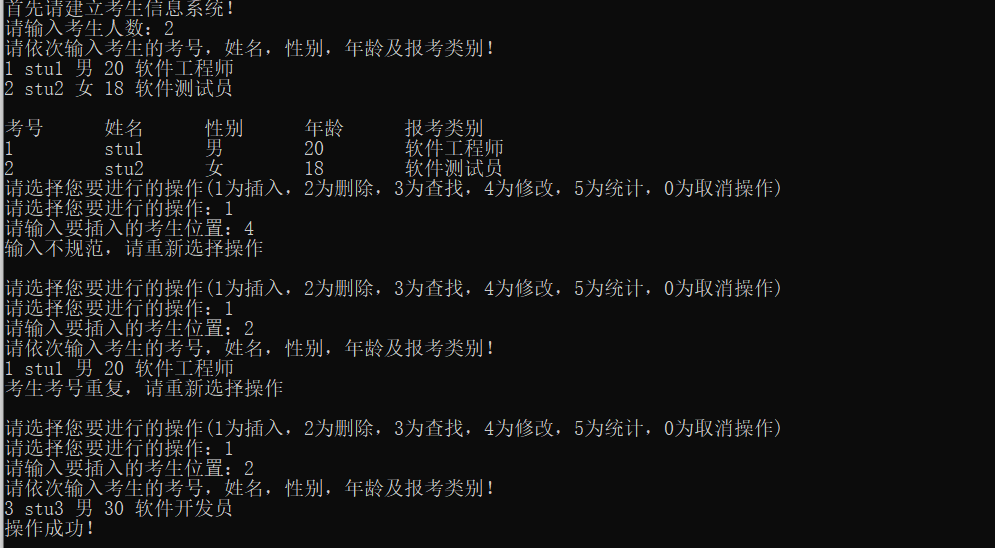 首先请建立考生信息系统!
请输入考生人数：2
请依次输入考生的考号，姓名，性别，年龄及报考类别!
1 stu1 男 20 软件工程师
2 stu2 女 18 软件测试员
考号 姓名 性别 年龄 报考类别
1 stu1 男 20 软件工程师
2 stu2 女 18 软件测试员
请选择您要进行的操作(1为插入，2为删除，3为查找，4为修改，5为统计，0为取消操作)
请选择您要进行的操作：1
请输入要插入的考生位置：4
输入不规范，请重新选择操作
请选择您要进行的操作(1为插入，2为删除，3为查找，4为修改，5为统计，0为取消操作)
请选择您要进行的操作：1
请输入要插入的考生位置：2
请依次输入考生的考号，姓名，性别，年龄及报考类别!
1 stu1 男 20 软件工程师
考生考号重复，请重新选择操作
请选择您要进行的操作(1为插入，2为删除，3为查找，4为修改，5为统计，0为取消操作)
请选择您要进行的操作：1
请输入要插入的考生位置：2
请依次输入考生的考号，姓名，性别，年龄及报考类别!
3 stu3 男 30 软件开发员
操作成功!